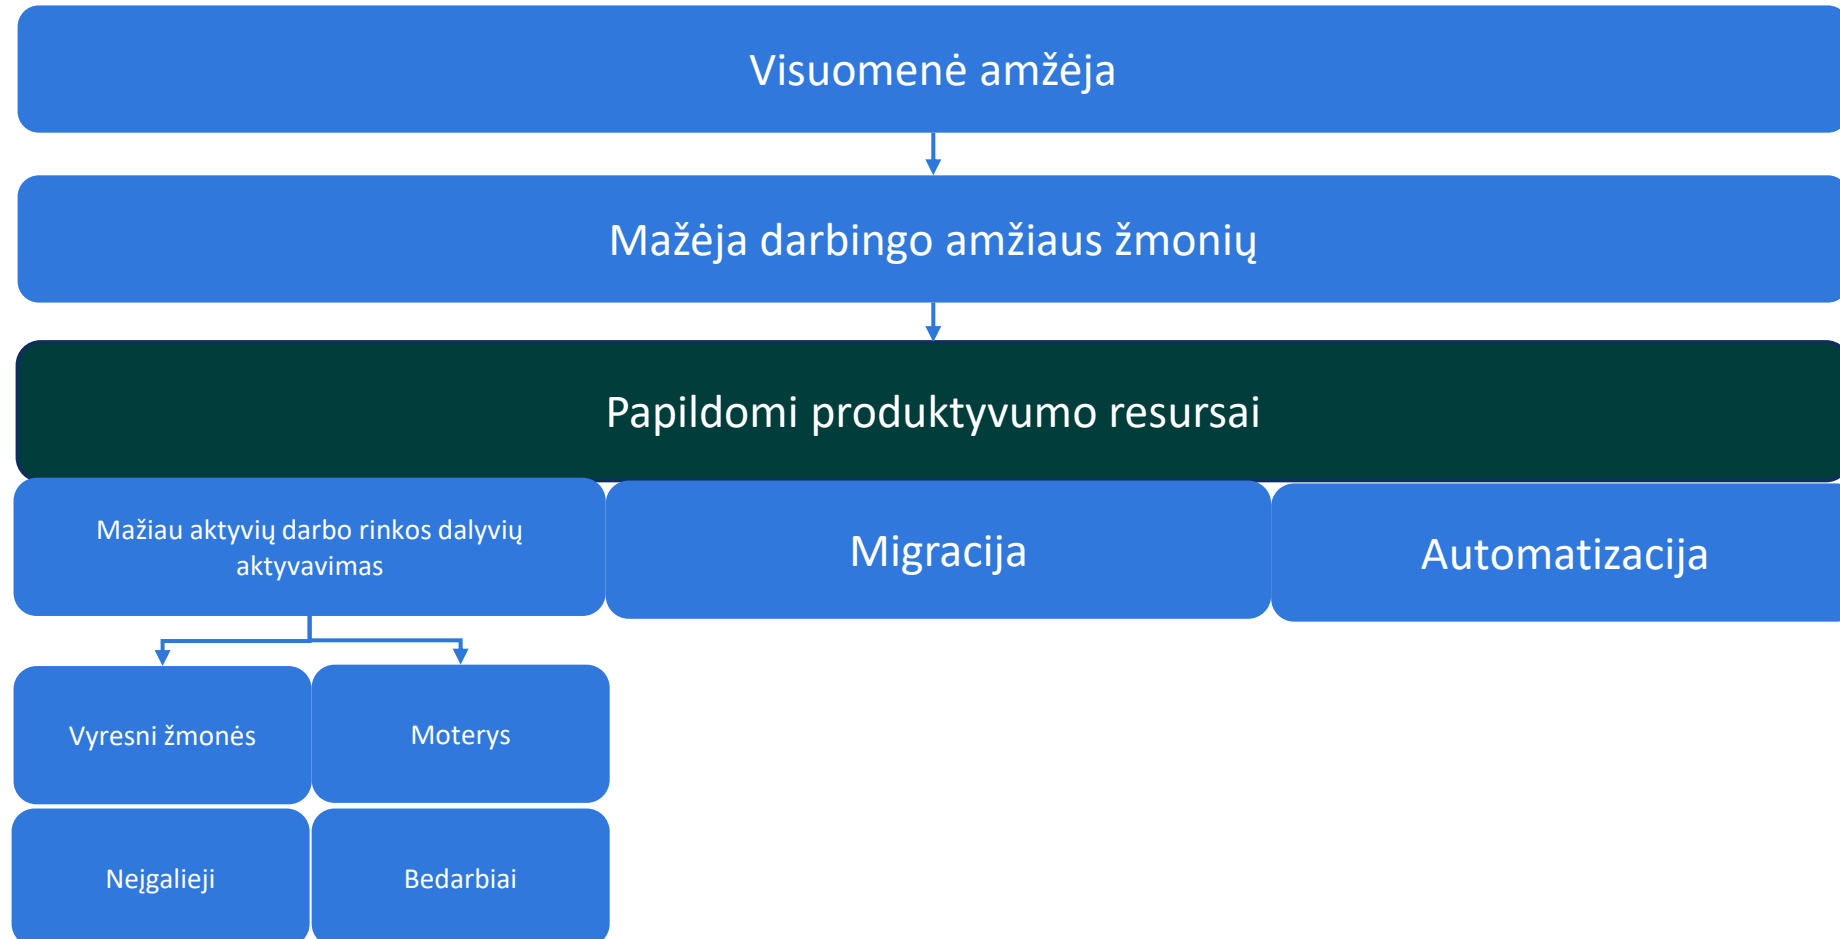 Visuomenė amžėja
Mažėja darbingo amžiaus žmonių
Papildomi produktyvumo resursai
Mažiau aktyvių darbo rinkos dalyvių
aktyvavimas
Migracija
Automatizacija
Vyresni žmonės
Moterys
Neįgalieji
Bedarbiai